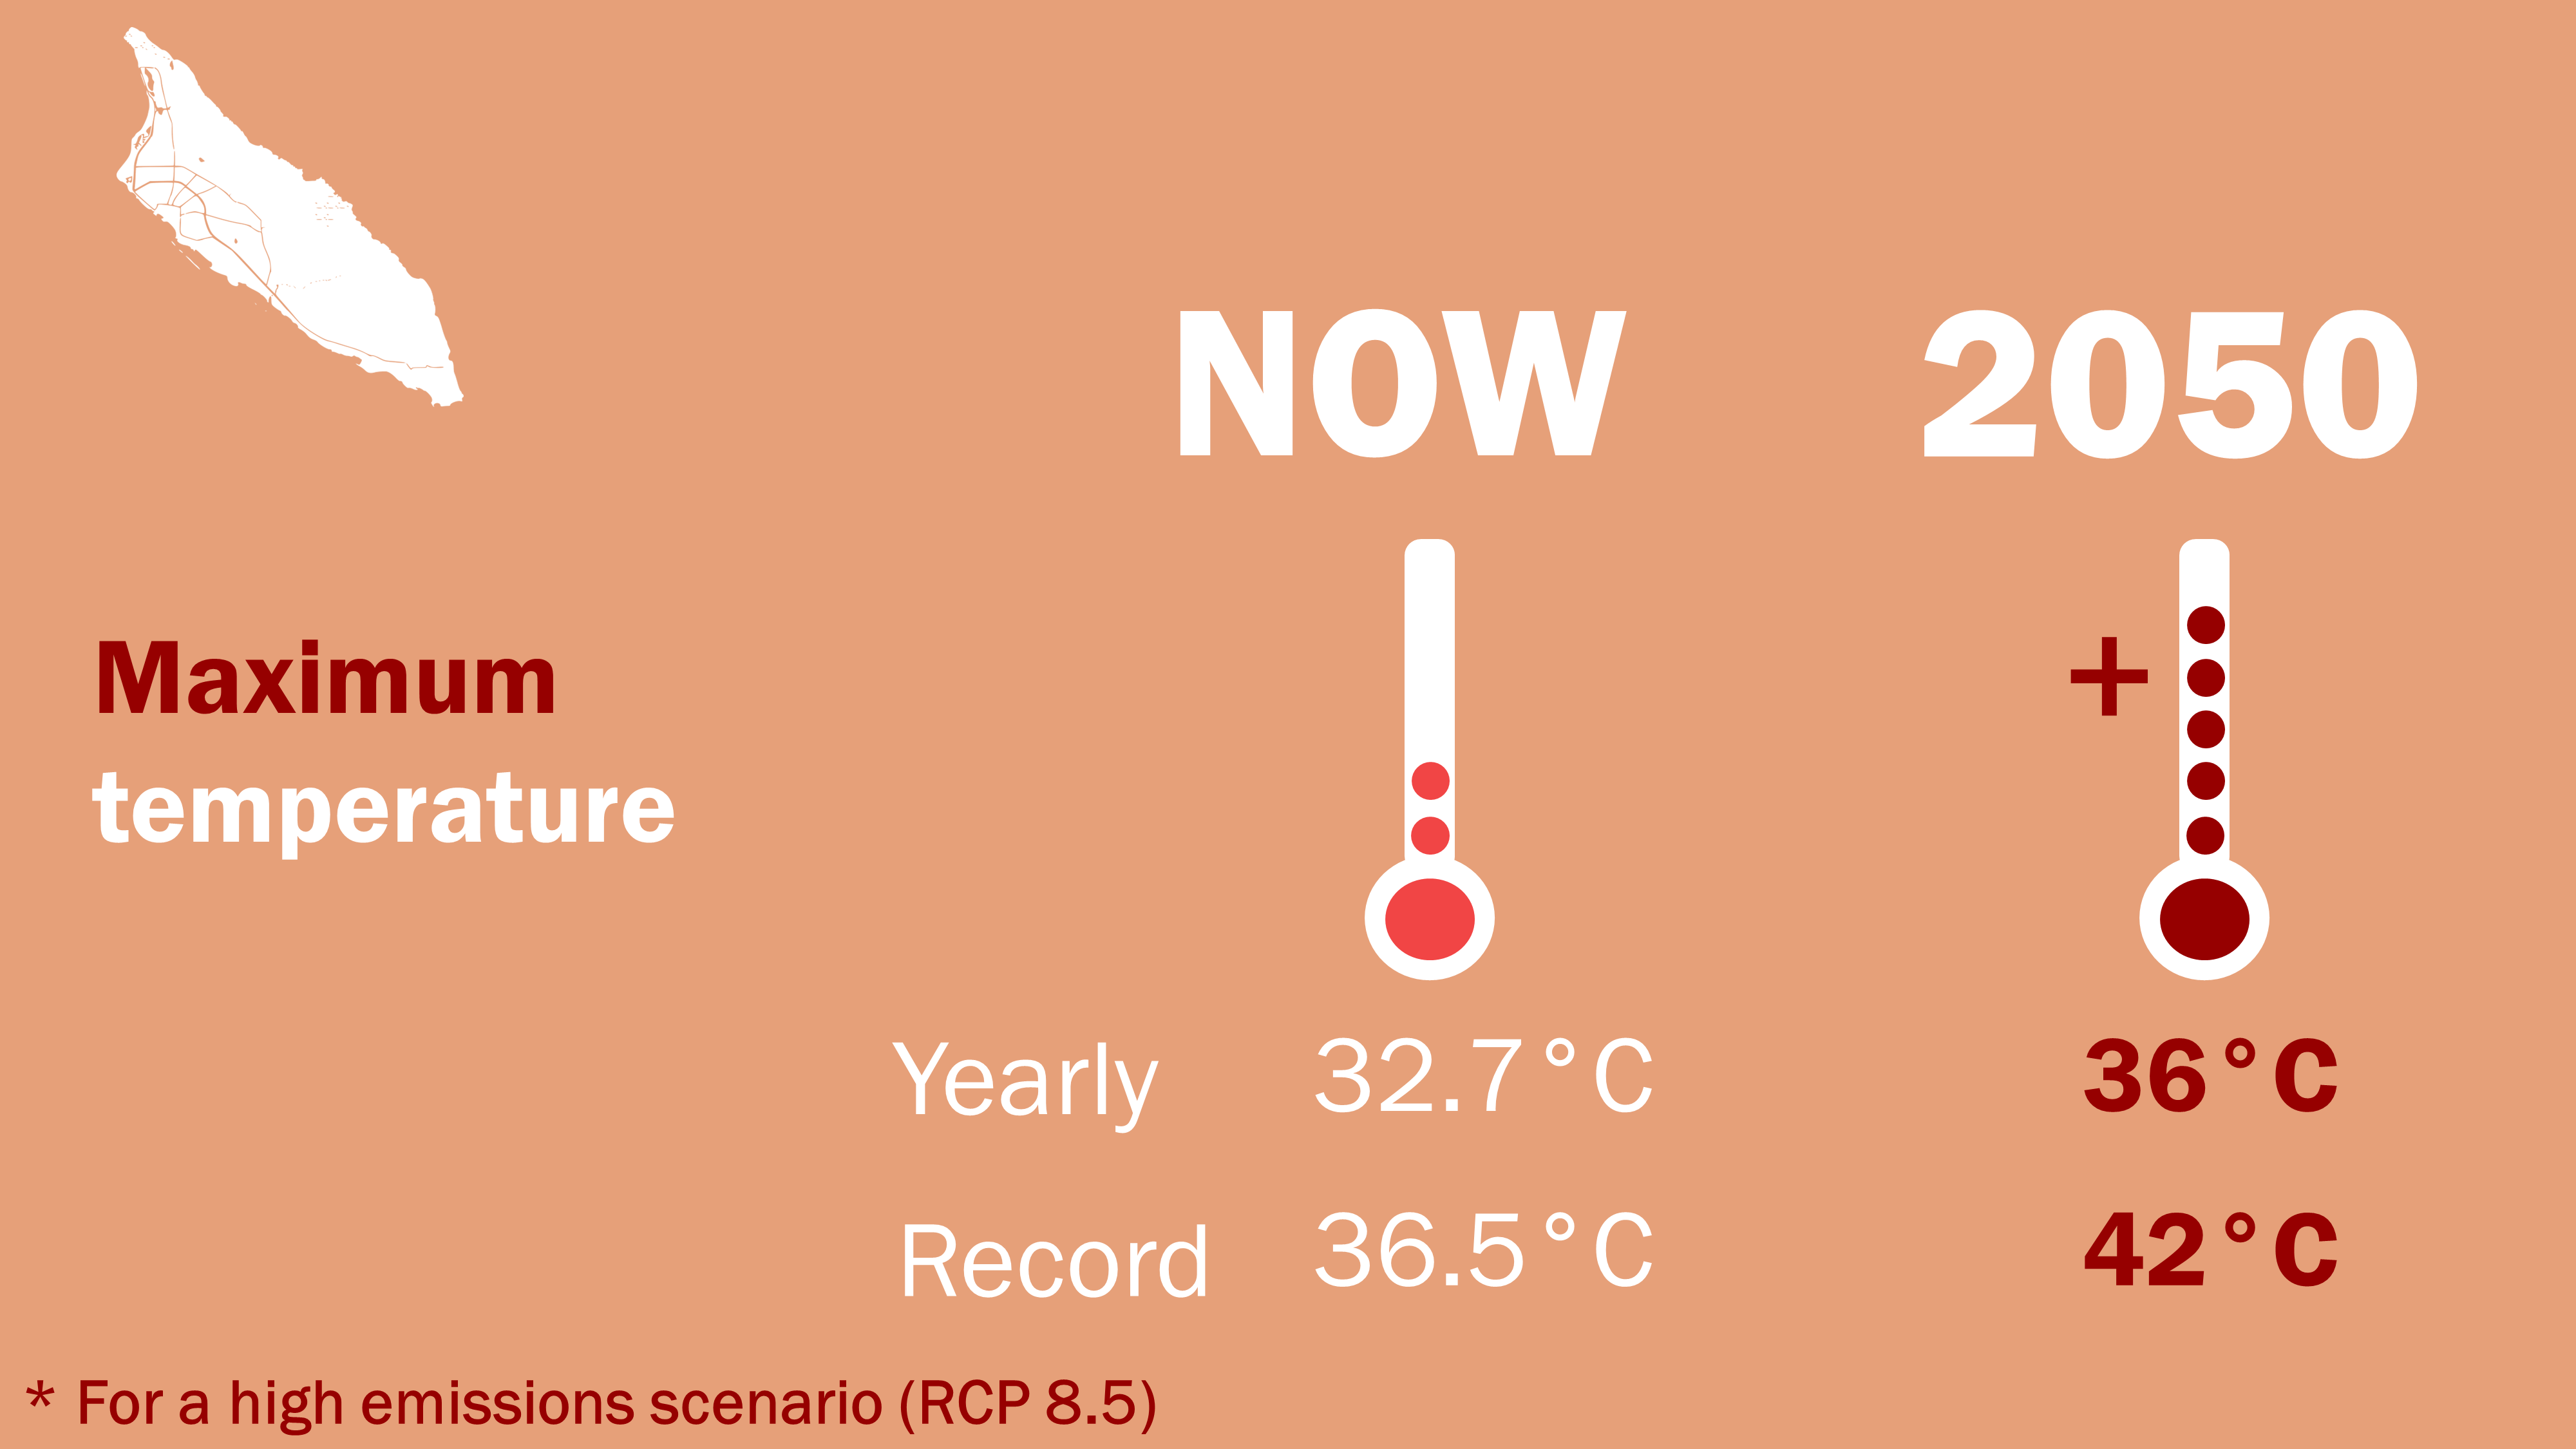 NOW 2050
Maximum
temperature
+
Yearly 32.7°C 36°C
Record 36.5°C 42°C
* For a high emissions scenario (RCP 8.5)